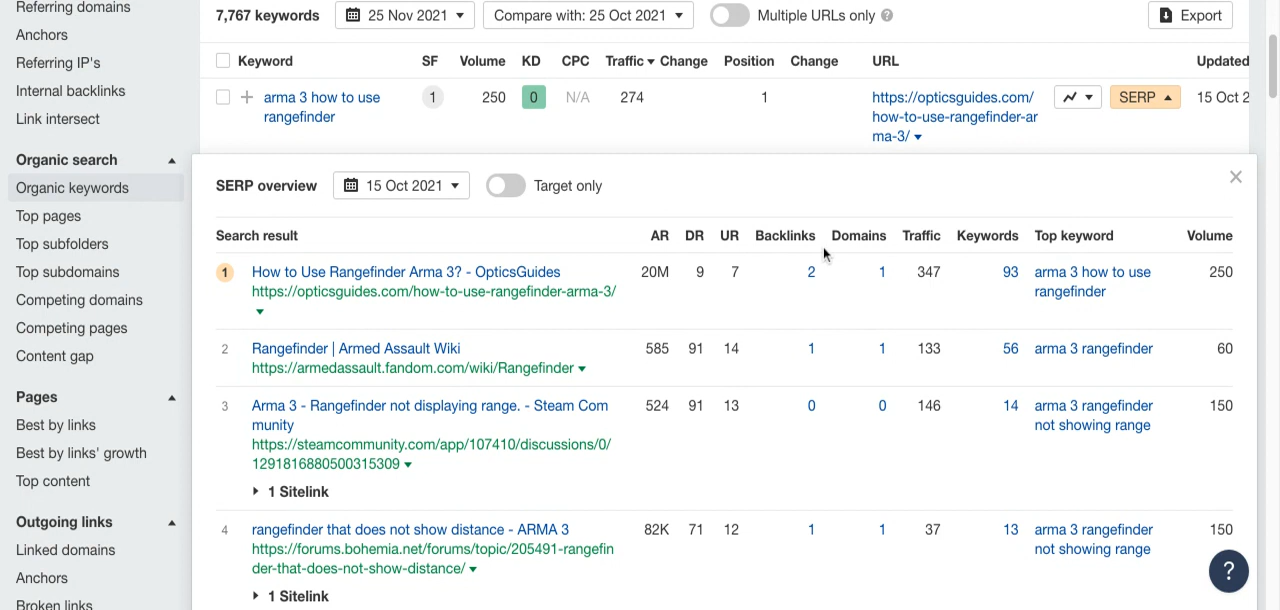 Referring domains
Anchors
Referring IP's
Internal backlinks
Link intersect
Organic search
Organic keywords
Top pages
Top subfolders
Top subdomains
Competing domains
Competing pages
Content gap
Pages
Best by links
Best by links' growth
Top content
Outgoing links
Linked domains
Anchors
Broken links
7,767 keywords 25 Nov 2021 Compare with: 25 Oct 2021 Multiple URLs only ? Export
Keyword SF Volume KD CPC Traffic Change Position Change URL Updated
arma 3 how to use 1 250 0 N/A 274 1 https://opticsguides.com/ SERP 15 Oct 2
rangefinder how-to-use-rangefinder-ar
ma-3/
SERP overview 15 Oct 2021 Target only
Search result AR DR UR Backlinks Domains Traffic Keywords Top keyword Volume
1 How to Use Rangefinder Arma 3? - OpticsGuides 20M 9 7 2 1 347 93 arma 3 how to use 250
https://opticsguides.com/how-to-use-rangefinder-arma-3/ rangefinder
2 Rangefinder | Armed Assault Wiki 585 91 14 1 1 133 56 arma 3 rangefinder 60
https://armedassault.fandom.com/wiki/Rangefinder
3 Arma 3 - Rangefinder not displaying range. - Steam Com 524 91 13 0 0 146 14 arma 3 rangefinder 150
munity not showing range
https://steamcommunity.com/app/107410/discussions/0/
1291816880500315309
1 Sitelink
4 rangefinder that does not show distance - ARMA 3 82K 71 12 1 1 37 13 arma 3 rangefinder 150
https://forums.bohemia.net/forums/topic/205491-rangefin not showing range
der-that-does-not-show-distance/
1 Sitelink
?